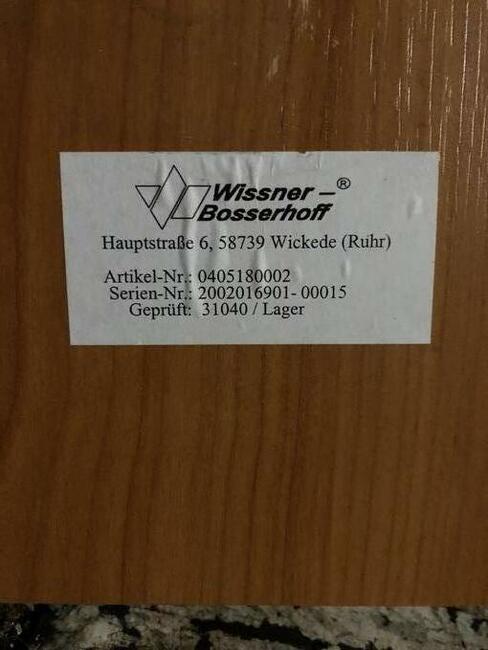 Wissner – ®
Bosserhoff
Hauptstraße 6, 58739 Wickede (Ruhr)
Artikel-Nr.: 0405180002
Serien-Nr.: 2002016901- 00015
Geprüft: 31040 / Lager